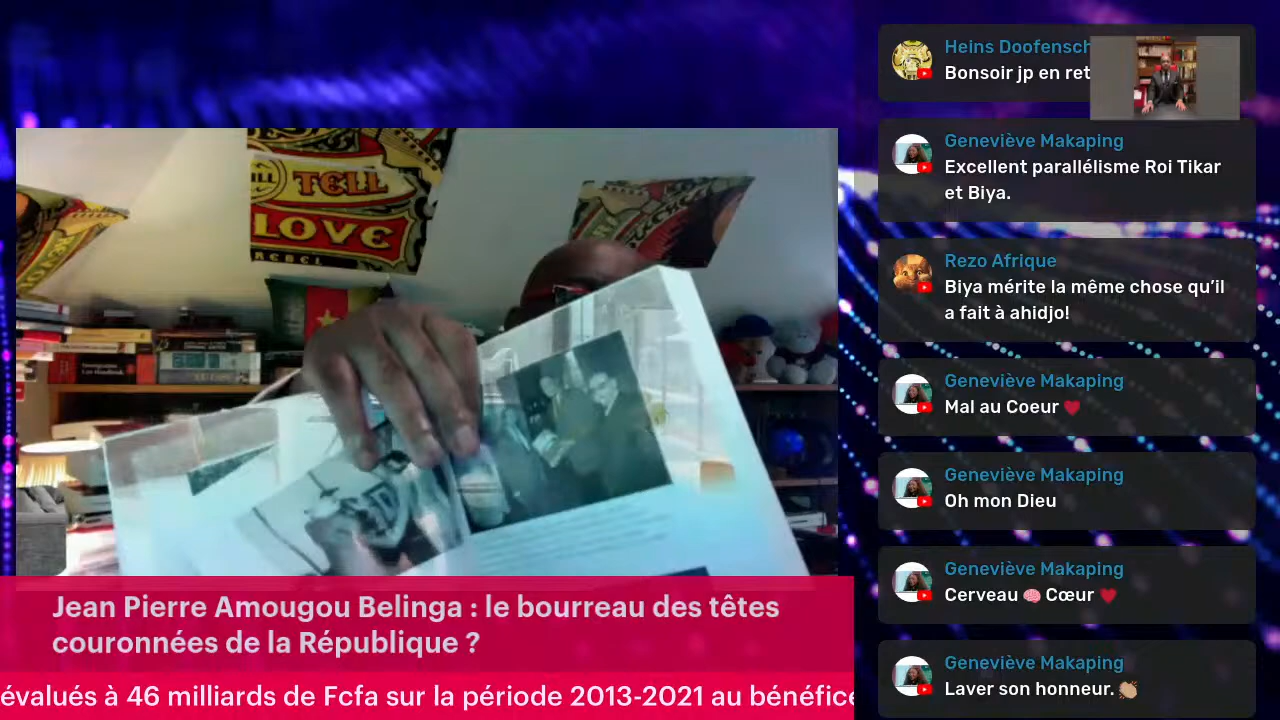 TELL
LOVE
REBEL
Jean Pierre Amougou Belinga : le bourreau des têtes
couronnées de la République ?
évalués à 46 milliards de Fcfa sur la période 2013-2021 au bénéfice
Heins Doofensch
Bonsoir jp en ret
Geneviève Makaping
Excellent parallélisme Roi Tikar
et Biya.
Rezo Afrique
Biya mérite la même chose qu’il
a fait à ahidjo!
Geneviève Makaping
Mal au Coeur ♥
Geneviève Makaping
Oh mon Dieu
Geneviève Makaping
Cerveau 🧠 Cœur ♥
Geneviève Makaping
Laver son honneur. 👏🏽